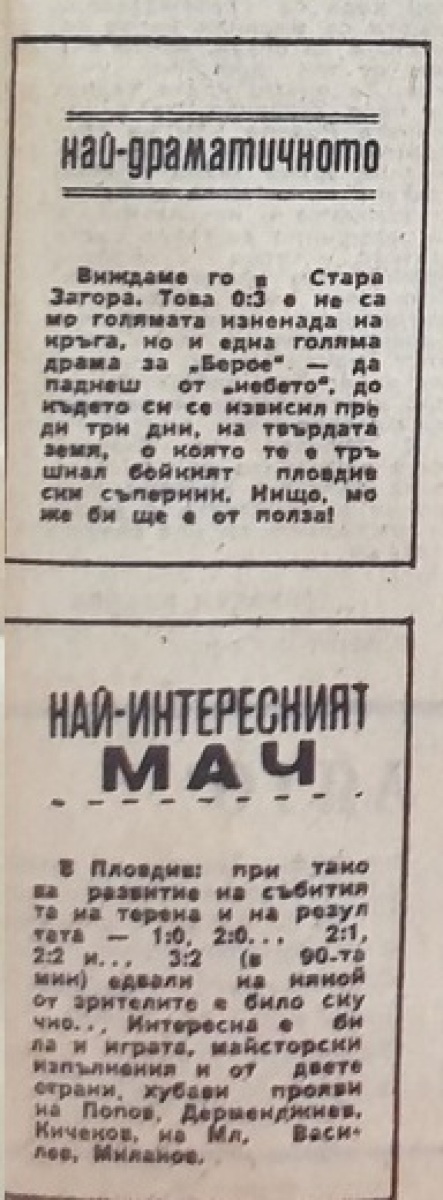 най-драматичното
Виждаме го в Стара
Загора. Това 0:3 е не са
мо голямата изненада на
кръга, но и една голяма
драма за „Берое“ — да
паднеш от „небето“, до
където си се извисил пре
ди три дни, на твърдата
земя, о която те е тръ
шнал бойкият пловдив
ски съперник. Нищо, мо
же би ще е от полза!
НАЙ-ИНТЕРЕСНИЯТ
МАЧ
В Пловдив: при тако
ва развитие на събития
та на терена и на резул
тата — 1:0, 2:0... 2:1,
2:2 и... 3:2 (в 90-та
мин) едвали на някой
от зрителите е било ску
чно... Интересна е би
ла и играта, майсторски
изпълнения и от двете
страни, хубави прояви
на Попов, Дерменджиев,
Кичеков, на Мл. Васи-
лев, Миланов.